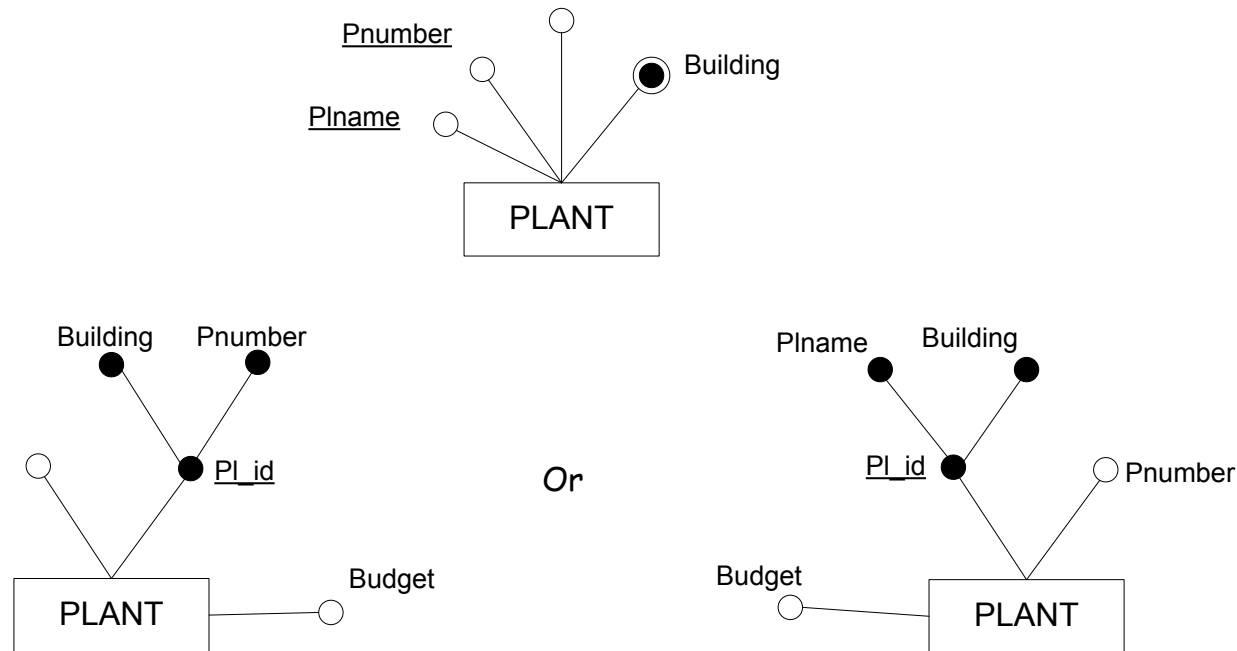 Pnumber
Building
Plname
PLANT
Building
Pnumber
Plname
Building
Pl_id
Or
Pl_id
Pnumber
Budget
Budget
PLANT
PLANT